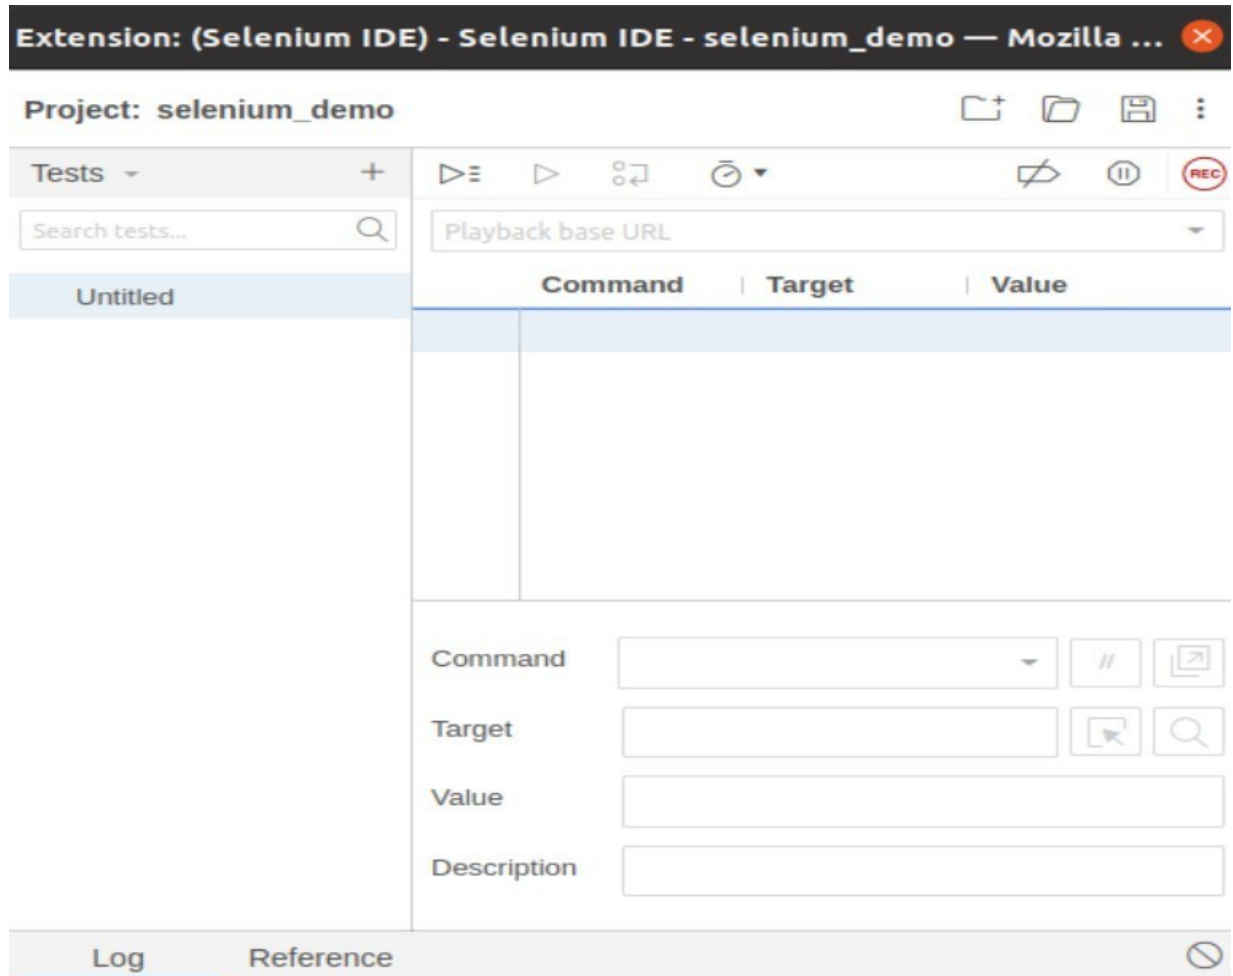 Extension: (Selenium IDE) - Selenium IDE - selenium_demo — Mozilla ...
Project: selenium_demo
Tests
REC
Search tests...
Playback base URL
Command Target Value
Untitled
Command
//
Target
Value
Description
Log Reference